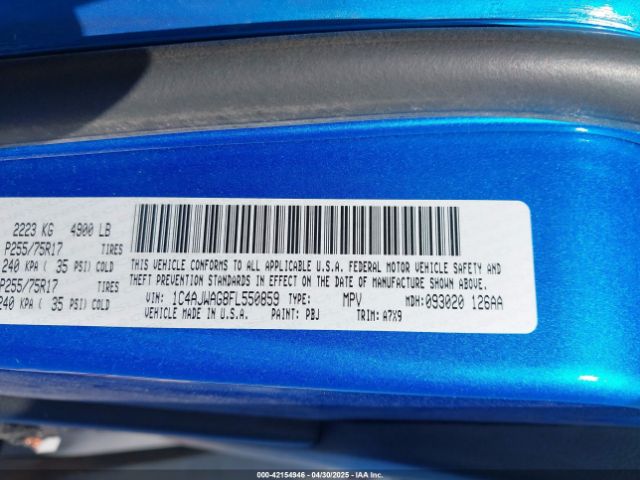 2223 KG 4900 LB
P255/75R17 TIRES
240 KPA ( 35 PSI) COLD
P255/75R17 TIRES
240 KPA ( 35 PSI) COLD
THIS VEHICLE CONFORMS TO ALL APPLICABLE U.S.A. FEDERAL MOTOR VEHICLE SAFETY AND
THEFT PREVENTION STANDARDS IN EFFECT ON THE DATE OF MANUFACTURE SHOWN ABOVE.
VIN: 1C4AJWAG8FL550859 TYPE: MPV MDH:093020 126AA
VEHICLE MADE IN U.S.A. PAINT: PBJ TRIM: A7X9
000-42154946 - 04/30/2025 - IAA Inc.